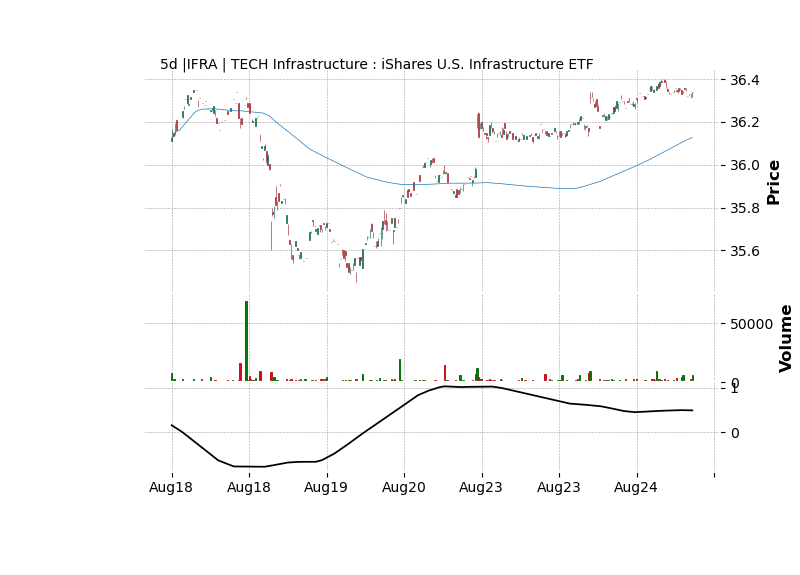 5d |IFRA | TECH Infrastructure : iShares U.S. Infrastructure ETF
36.4
36.2
36.0
35.8
35.6
Price
50000
0
Volume
1
0
Aug18
Aug18
Aug19
Aug20
Aug23
Aug23
Aug24